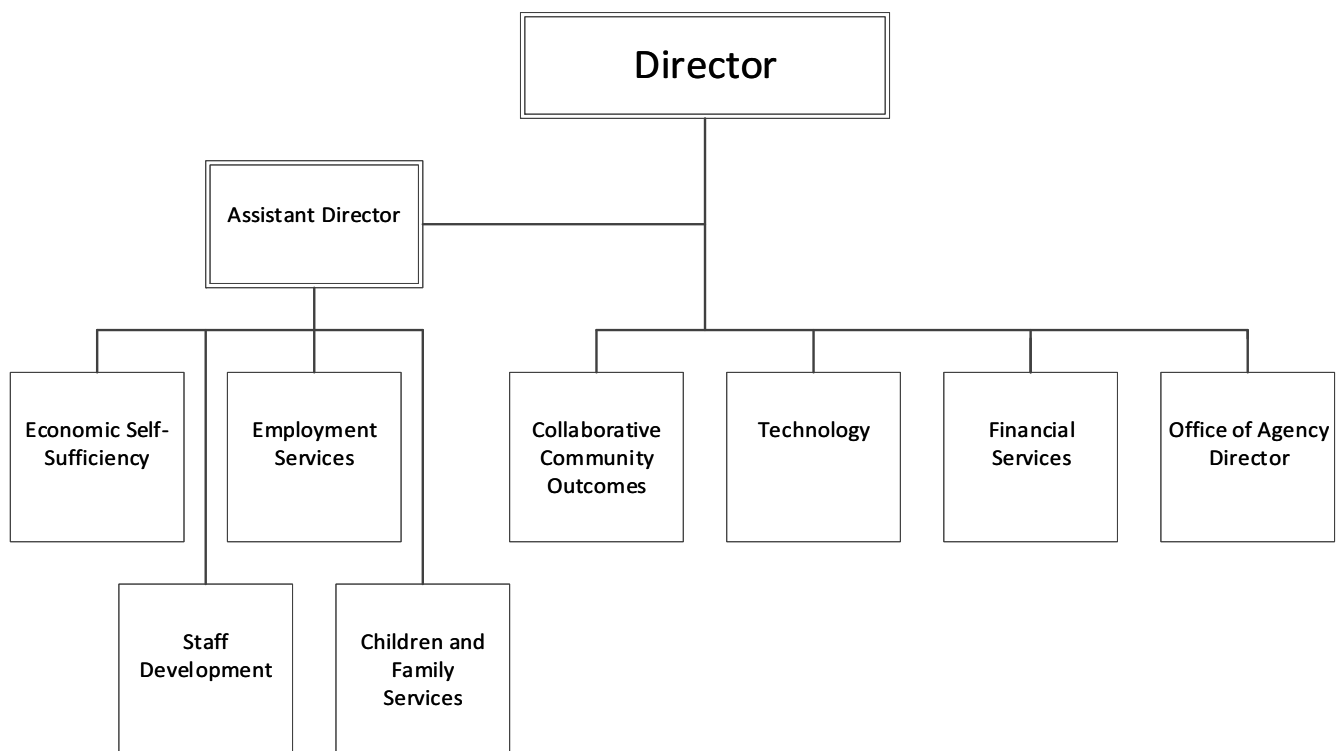 Director
Assistant Director
Economic Self-
Sufficiency
Employment
Services
Collaborative
Community
Outcomes
Technology
Financial
Services
Office of Agency
Director
Staff
Development
Children and
Family
Services